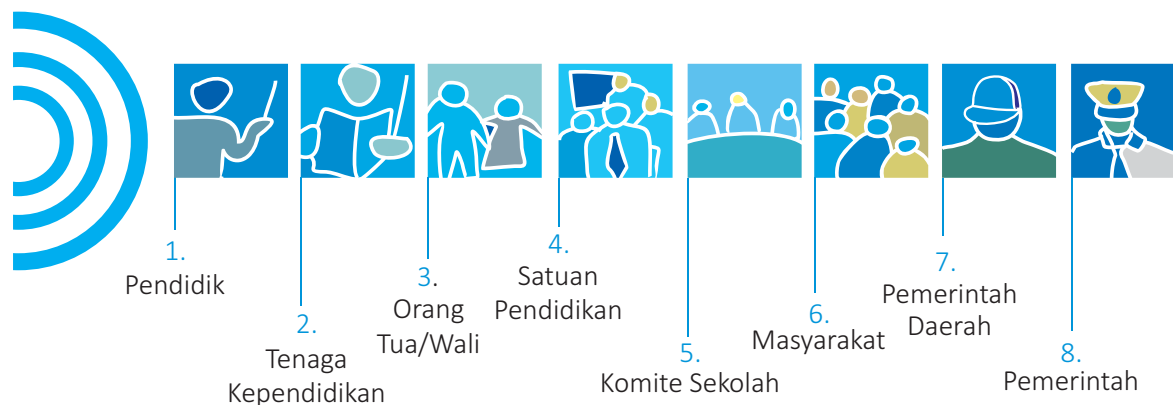 1.
Pendidik
2.
Tenaga
Kependidikan
3.
Orang
Tua/Wali
4.
Satuan
Pendidikan
5.
Komite Sekolah
6.
Masyarakat
7.
Pemerintah
Daerah
8.
Pemerintah